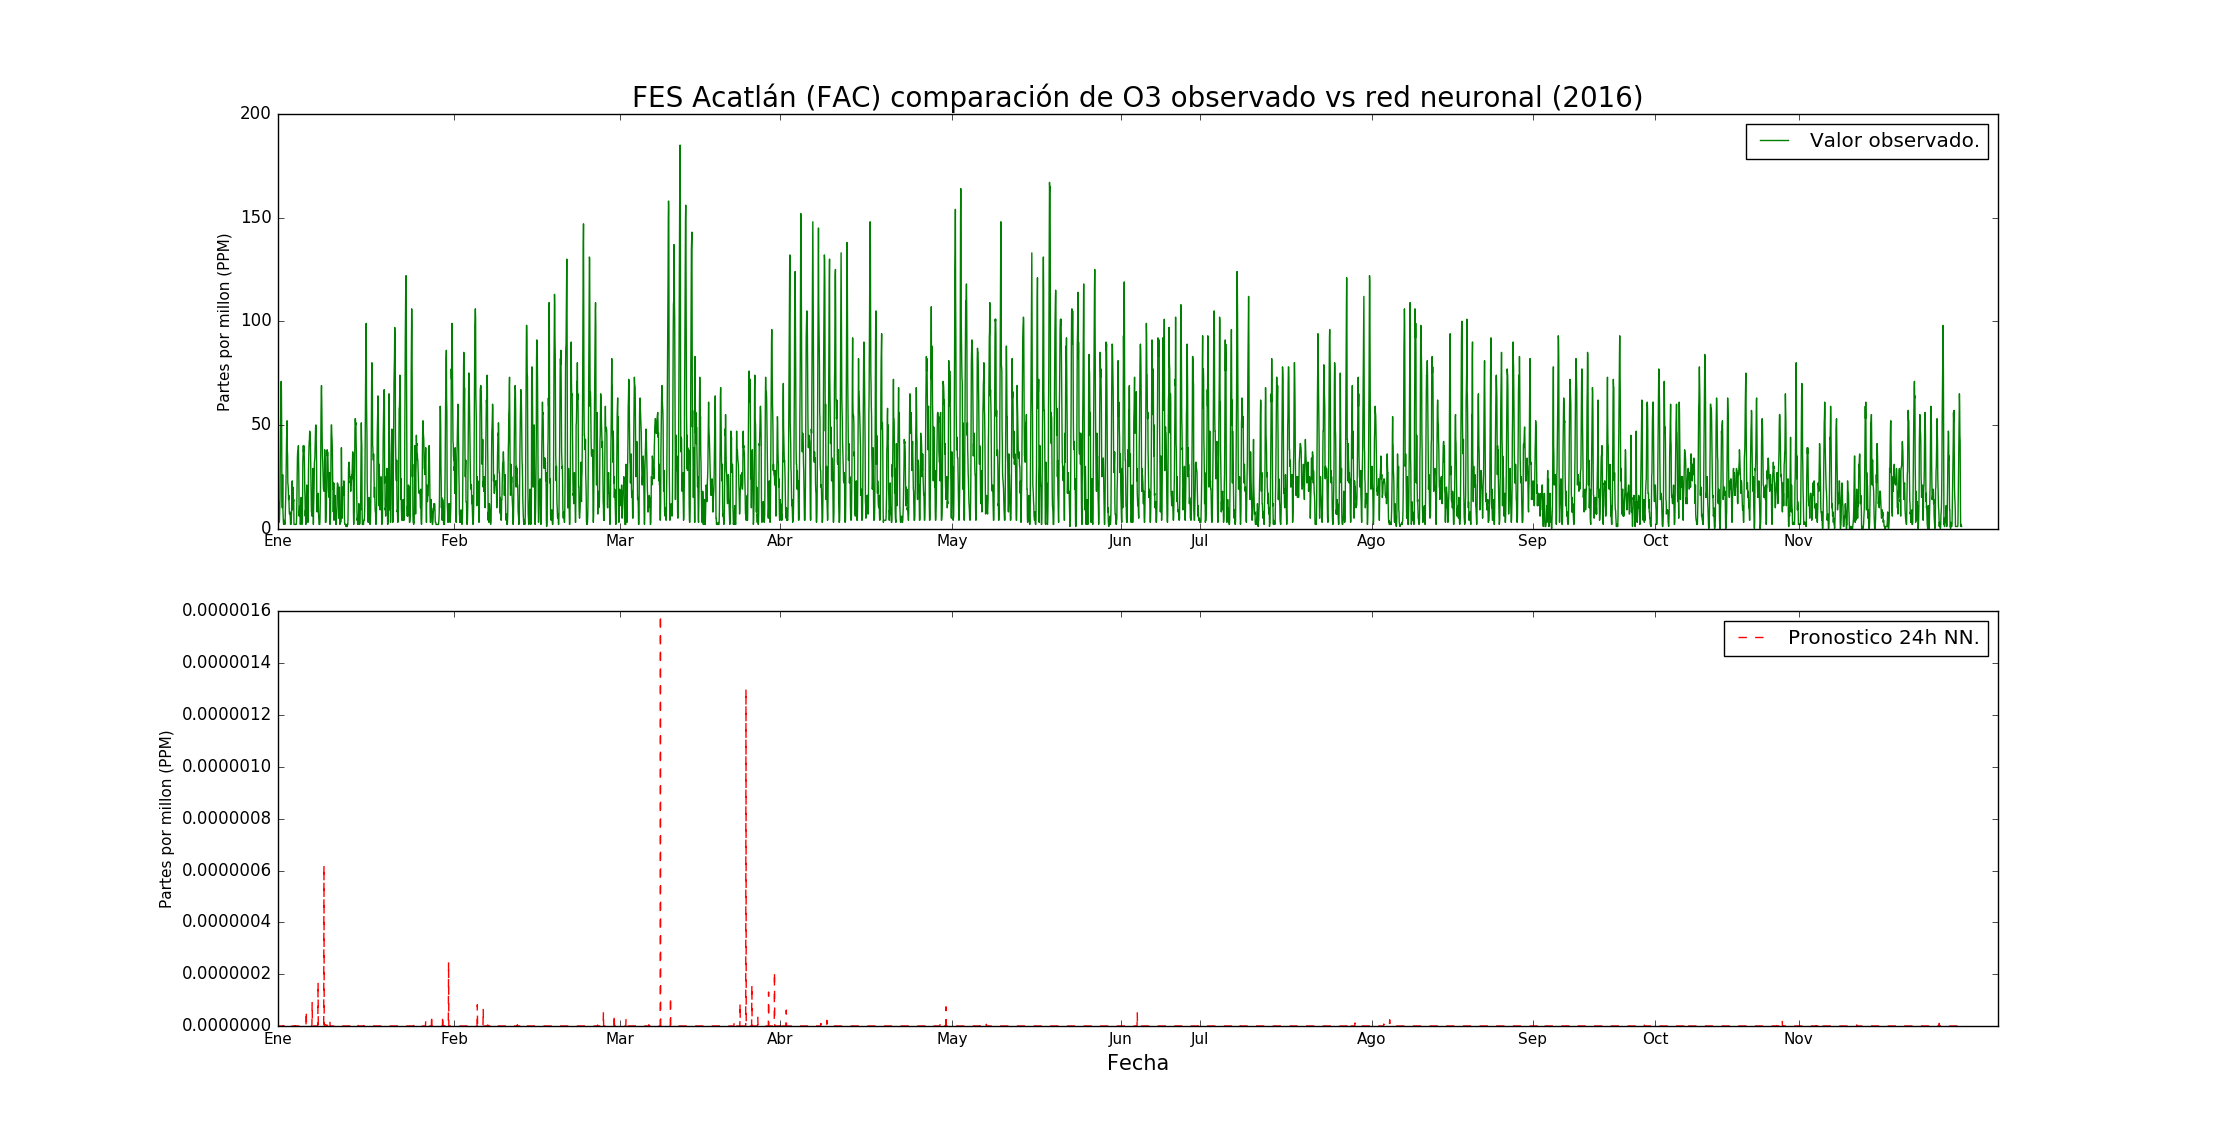 FES Acatlán (FAC) comparación de O3 observado vs red neuronal (2016)
200
150
100
50
0
Partes por millon (PPM)
Valor observado.
Ene Feb Mar Abr May Jun Jul Ago Sep Oct Nov
0.0000016
0.0000014
0.0000012
0.0000010
0.0000008
0.0000006
0.0000004
0.0000002
0.0000000
Partes por millon (PPM)
Pronostico 24h NN.
Ene Feb Mar Abr May Jun Jul Ago Sep Oct Nov
Fecha